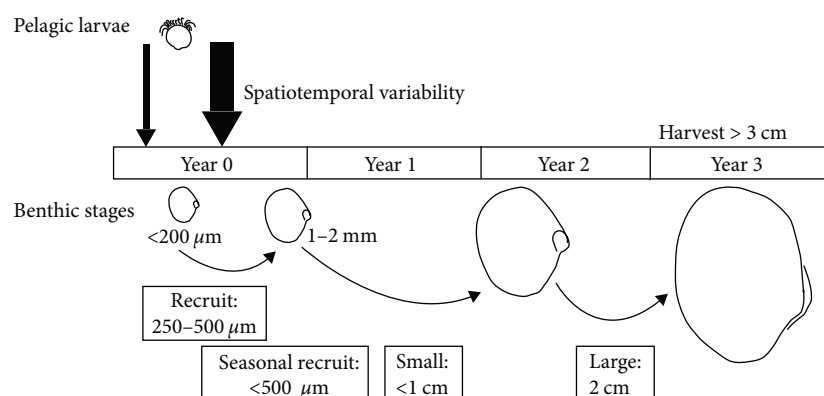 Pelagic larvae
Spatiotemporal variability
Harvest > 3 cm
Year 0
Year 1
Year 2
Year 3
Benthic stages
<200 μm
1–2 mm
Recruit:
250–500 μm
Seasonal recruit:
<500 μm
Small:
<1 cm
Large:
2 cm